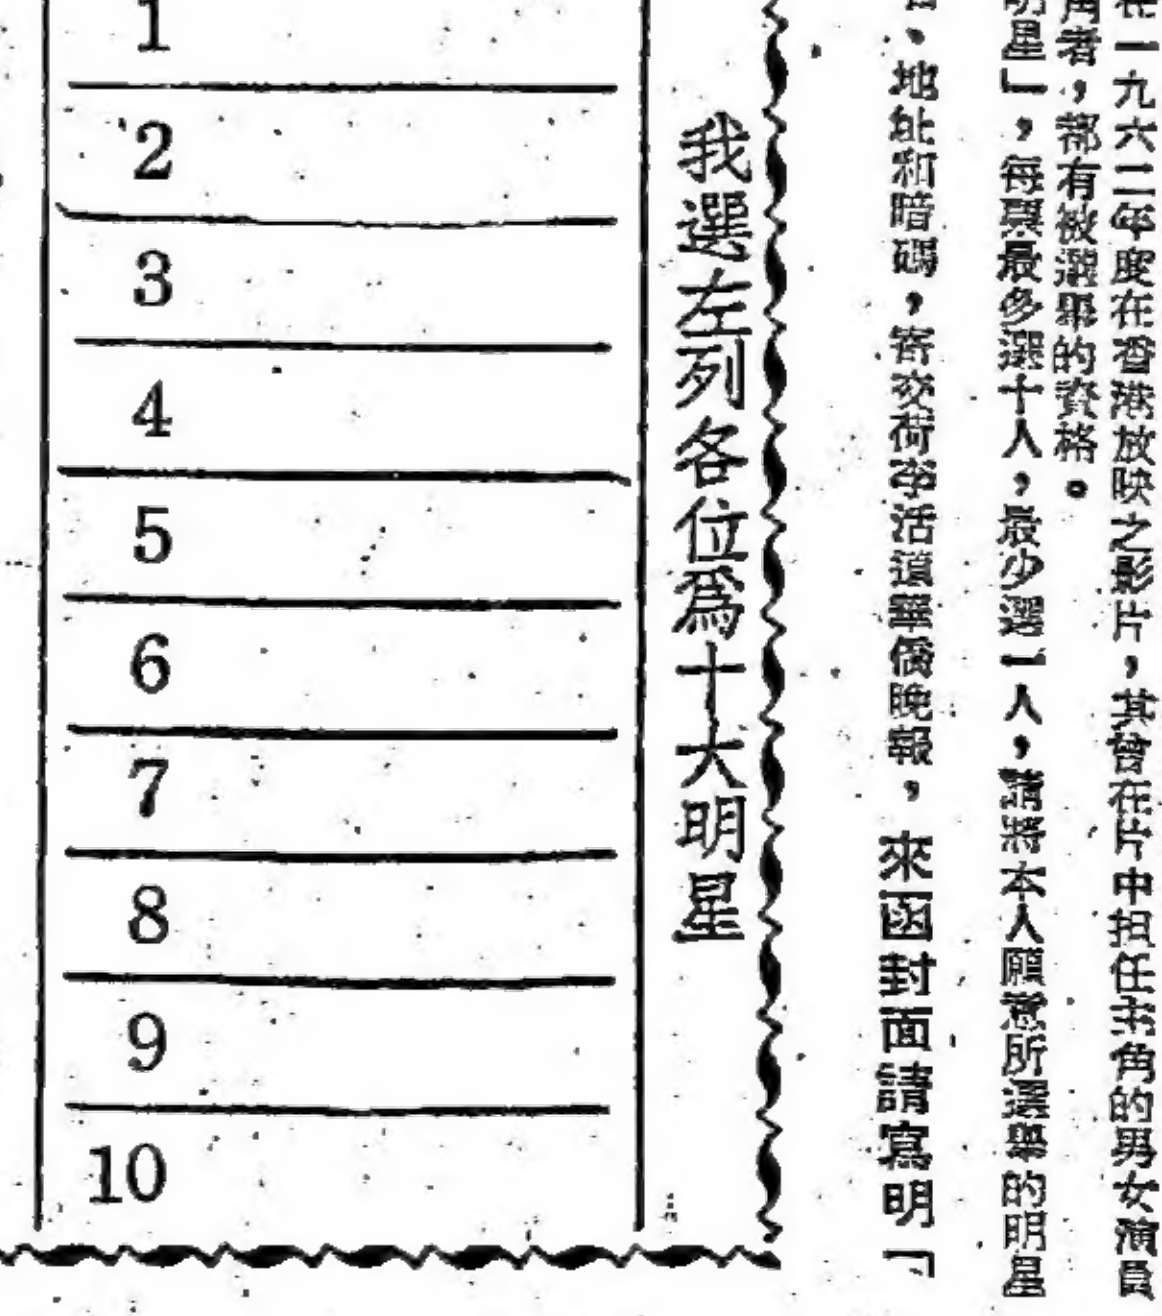 在一九六二年度在香港放映之影片，其曾在片中担任主角的男女演員
角者，都有被選舉的資格。
明星」，每票最多選十人，最少選一人，請將本人願意所選舉的明星
、地址和暗碼，寄交荷李活道華僑晚報，來函封面請寫明「
我選左列各位爲十大明星
1
2
3
4
5
6
7
8
9
10